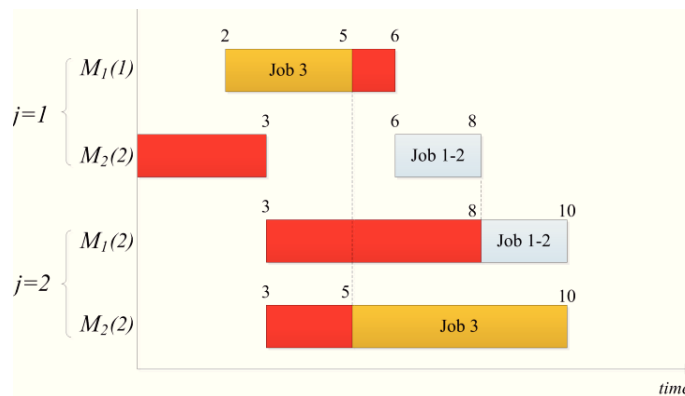 2 5 6
M₁(1) Job 3
j=1
3 6 8
M₂(2) Job 1-2
3 8 10
M₁(2) Job 1-2
j=2
3 5 10
M₂(2) Job 3
time